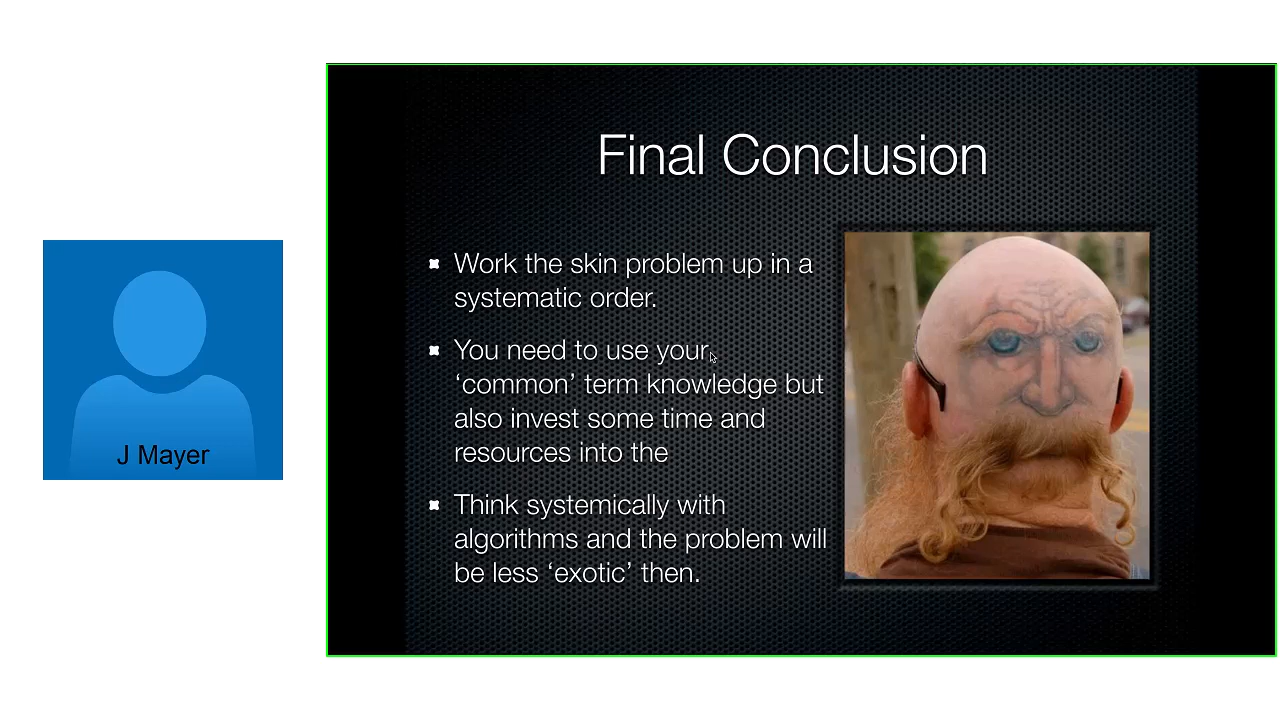 J Mayer
Final Conclusion
Work the skin problem up in a
systematic order.
You need to use your
‘common’ term knowledge but
also invest some time and
resources into the
Think systemically with
algorithms and the problem will
be less ‘exotic’ then.